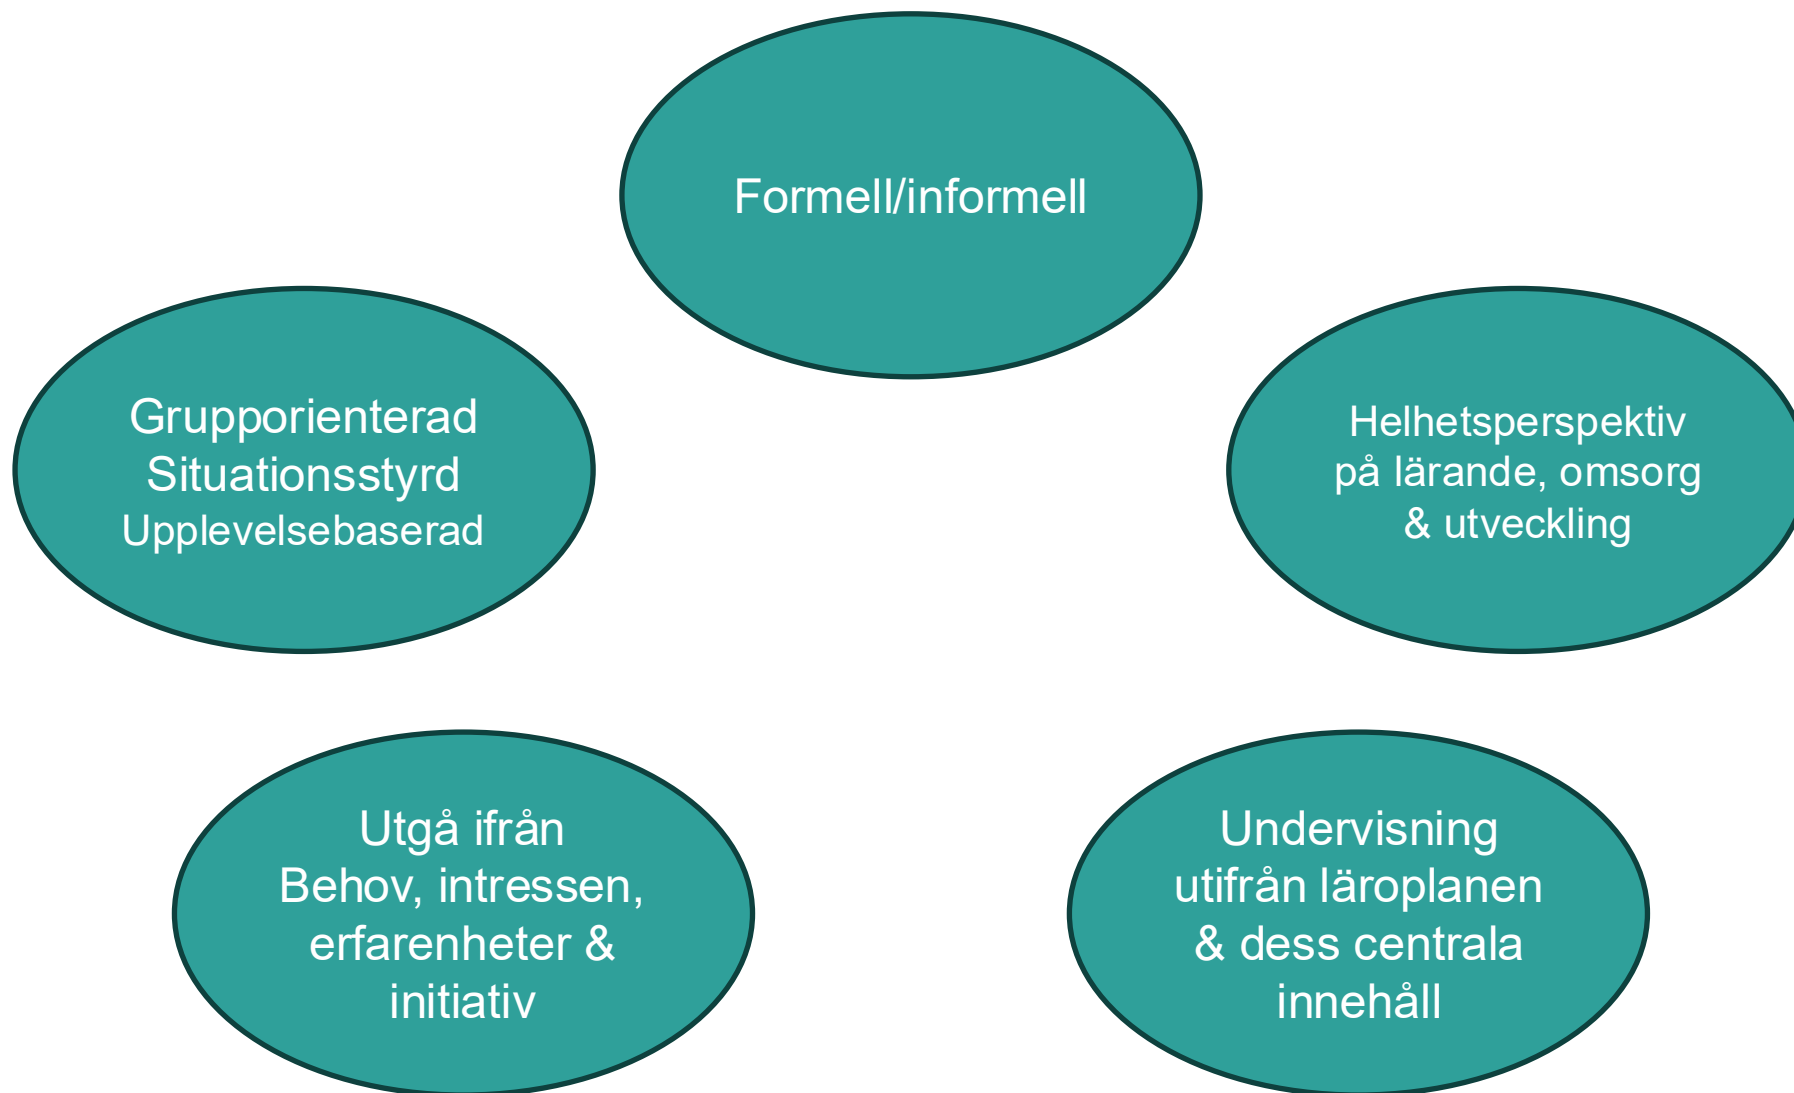 Formell/informell
Grupporienterad
Situationsstyrd
Upplevelsebaserad
Helhetsperspektiv
på lärande, omsorg
& utveckling
Utgå ifrån
Behov, intressen,
erfarenheter &
initiativ
Undervisning
utifrån läroplanen
& dess centrala
innehåll